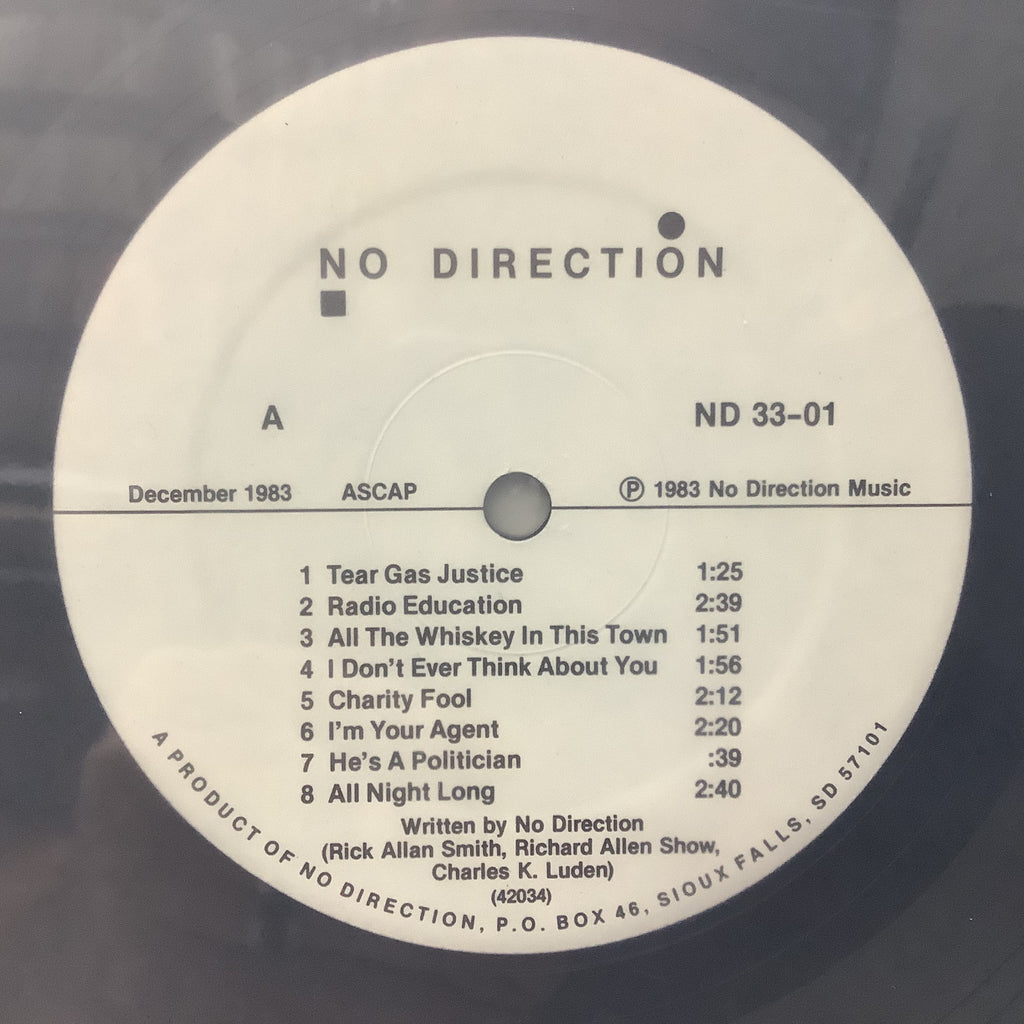 NO DIRECTION
A
ND 33-01
December 1983 ASCAP ℗ 1983 No Direction Music
1 Tear Gas Justice 1:25
2 Radio Education 2:39
3 All The Whiskey In This Town 1:51
4 I Don't Ever Think About You 1:56
5 Charity Fool 2:12
6 I'm Your Agent 2:20
7 He's A Politician :39
8 All Night Long 2:40
Written by No Direction
(Rick Allan Smith, Richard Allen Show,
Charles K. Luden)
(42034)
A PRODUCT OF NO DIRECTION, P.O. BOX 46, SIOUX FALLS, SD 57101